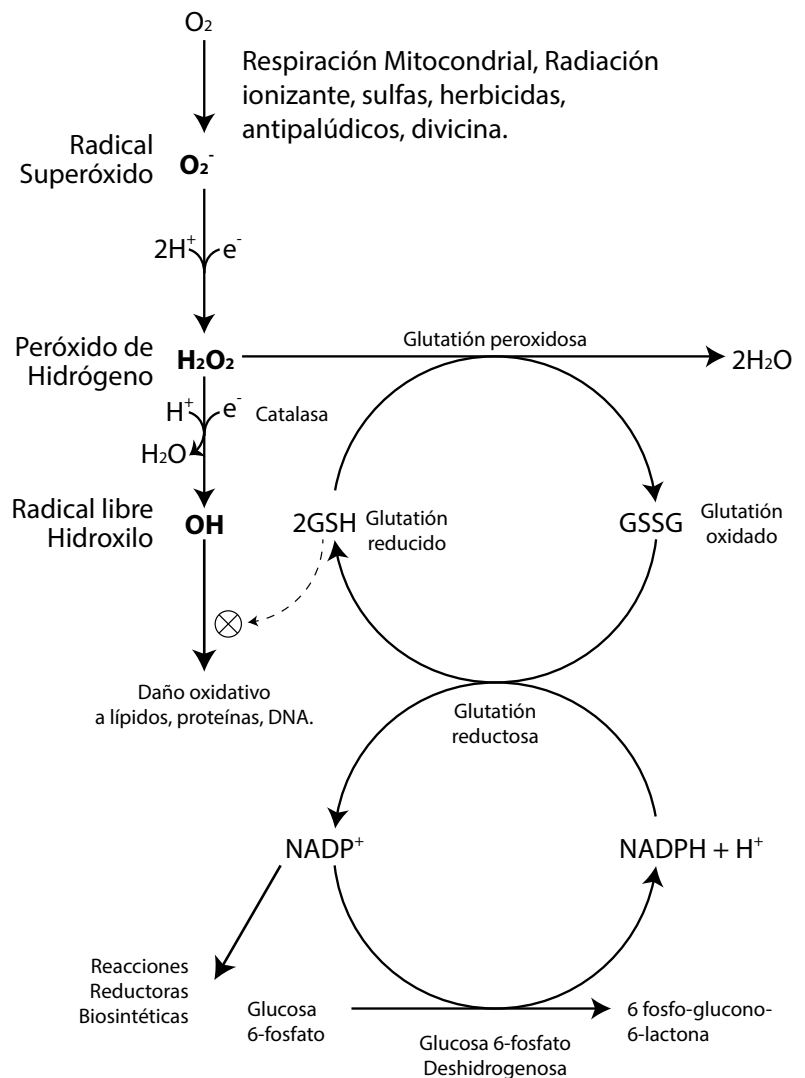 O₂
Respiración Mitocondrial, Radiación
ionizante, sulfas, herbicidas,
antipalúdicos, divicina.
Radical
Superóxido
O₂⁻
2H⁺
e⁻
Peróxido de
Hidrógeno
H₂O₂
Glutatión peroxidosa
2H₂O
H⁺
e⁻
Catalasa
H₂O
Radical libre
Hidroxilo
OH
2GSH
Glutatión
reducido
GSSG
Glutatión
oxidado
Daño oxidativo
a lípidos, proteínas, DNA.
Glutatión
reductosa
NADP⁺
NADPH + H⁺
Reacciones
Reductoras
Biosintéticas
Glucosa
6-fosfato
6 fosfo-glucono-
6-lactona
Glucosa 6-fosfato
Deshidrogenosa